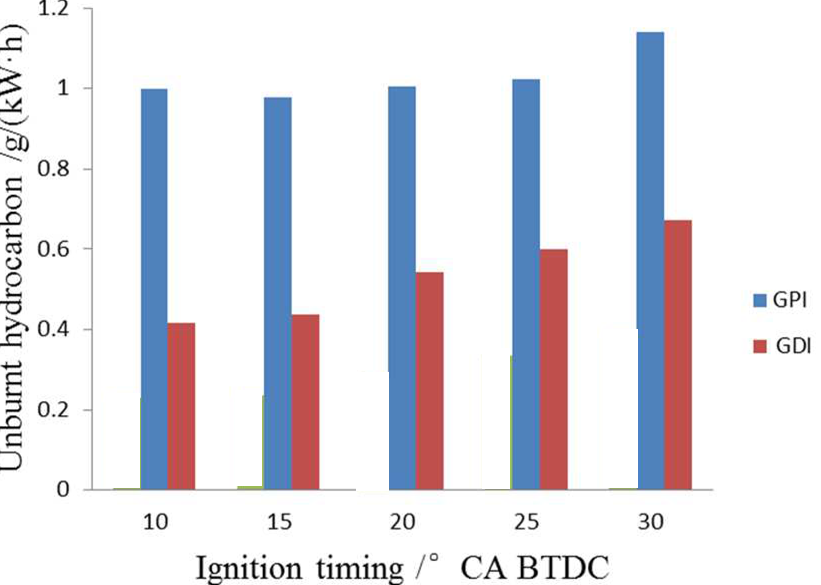 Unburnt hydrocarbon /g/(kW·h)
1.2
1
0.8
0.6
0.4
0.2
0
10 15 20 25 30
Ignition timing /° CA BTDC
GPI
GDI